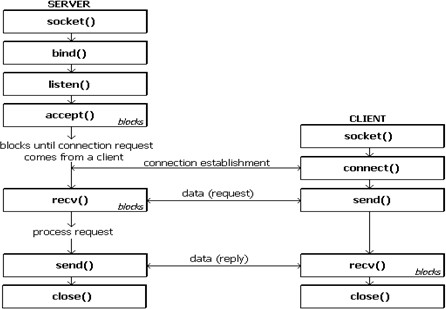 SERVER
socket()
bind()
listen()
accept()
blocks
blocks until connection request
comes from a client
CLIENT
socket()
connection establishment
connect()
recv()
blocks
data (request)
send()
process request
send()
data (reply)
recv()
blocks
close()
close()